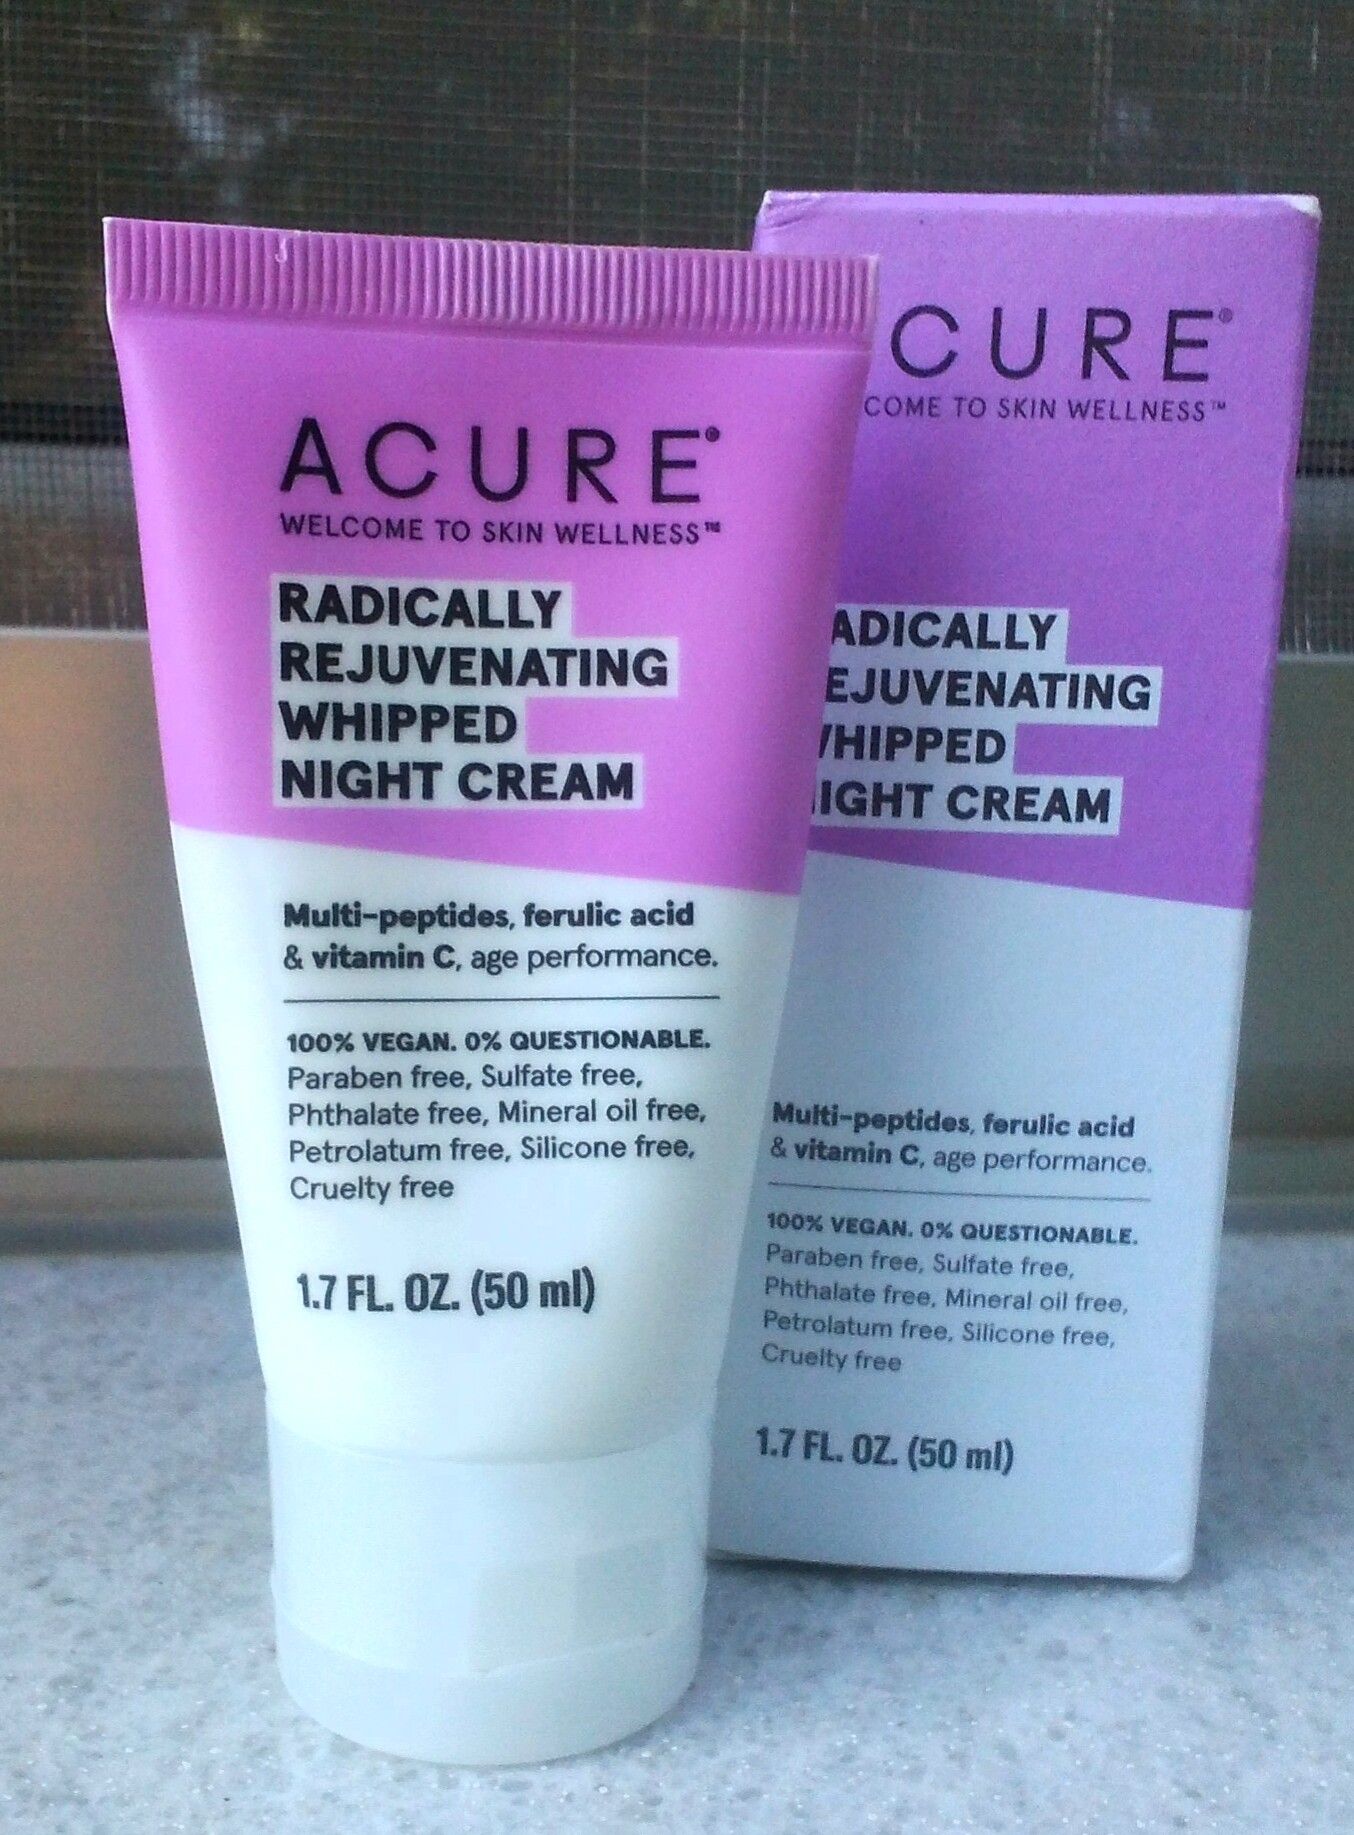 ACURE®
WELCOME TO SKIN WELLNESS™
RADICALLY
REJUVENATING
WHIPPED
NIGHT CREAM
Multi-peptides, ferulic acid
& vitamin C, age performance.
100% VEGAN. 0% QUESTIONABLE.
Paraben free, Sulfate free,
Phthalate free, Mineral oil free,
Petrolatum free, Silicone free,
Cruelty free
1.7 FL. OZ. (50 ml)
CURE®
COME TO SKIN WELLNESS™
ADICALLY
EJUVENATING
WHIPPED
IGHT CREAM
Multi-peptides, ferulic acid
& vitamin C, age performance.
100% VEGAN. 0% QUESTIONABLE.
Paraben free, Sulfate free,
Phthalate free, Mineral oil free,
Petrolatum free, Silicone free,
Cruelty free
1.7 FL. OZ. (50 ml)